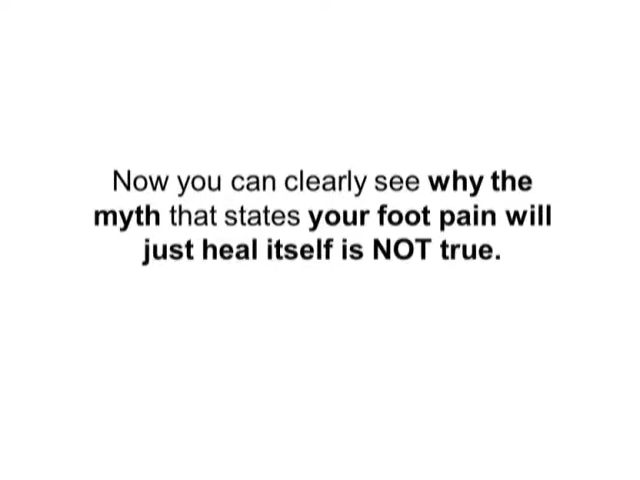 Now you can clearly see why the
myth that states your foot pain will
just heal itself is NOT true.